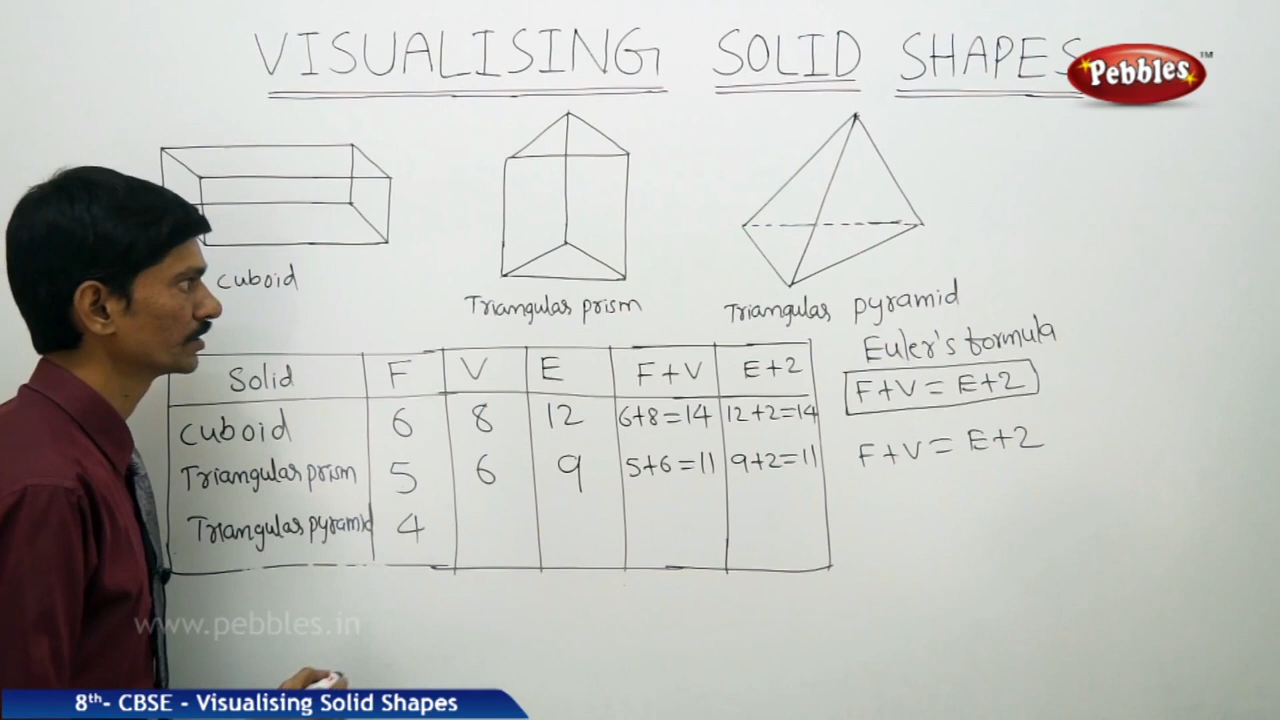 VISUALISING SOLID SHAPES
Pebbles™
cuboid
Triangular prism
Triangular pyramid
Euler's formula
F+V = E+2
F+V = E+2
Solid F V E F+V E+2
cuboid 6 8 12 6+8=14 12+2=14
Triangular prism 5 6 9 5+6=11 9+2=11
Triangular pyramid 4
www.pebbles.in
8th- CBSE - Visualising Solid Shapes